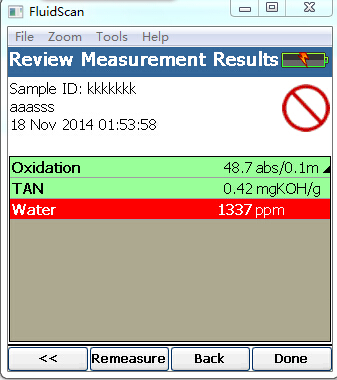 FluidScan
File Zoom Tools Help
Review Measurement Results
Sample ID: kkkkkkk
aaasss
18 Nov 2014 01:53:58
Oxidation 48.7 abs/0.1m
TAN 0.42 mgKOH/g
Water 1337 ppm
<< Remeasure Back Done